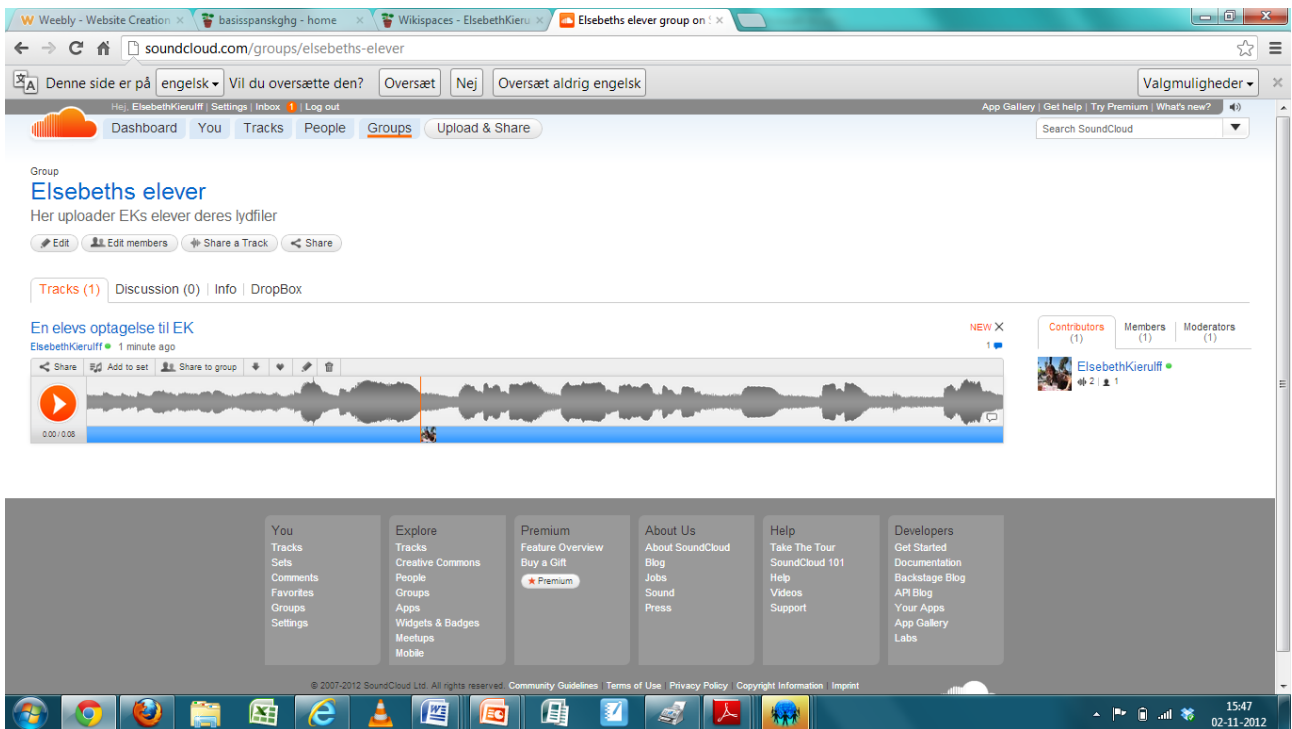 Weebly - Website Creation
basisspanskghg - home
Wikispaces - ElsebethKieru
Elsebeths elever group on S
soundcloud.com/groups/elsebeths-elever
Denne side er på engelsk Vil du oversætte den? Oversæt Nej Oversæt aldrig engelsk Valgmuligheder
Hej, ElsebethKierulff | Settings | Inbox 1 | Log out App Gallery | Get help | Try Premium | What's new?
Dashboard You Tracks People Groups Upload & Share Search SoundCloud
Group
Elsebeths elever
Her uploader EKs elever deres lydfiler
Edit Edit members Share a Track Share
Tracks (1) Discussion (0) | Info | DropBox
En elevs optagelse til EK NEW
ElsebethKierulff 1 minute ago 1
Share Add to set Share to group
0.00 / 0.08
Contributors (1) Members (1) Moderators (1)
ElsebethKierulff
2 | 1
You
Tracks
Sets
Comments
Favorites
Groups
Settings
Explore
Tracks
Creative Commons
People
Groups
Apps
Widgets & Badges
Meetups
Mobile
Premium
Feature Overview
Buy a Gift
Premium
About Us
About SoundCloud
Blog
Jobs
Sound
Press
Help
Take The Tour
SoundCloud 101
Help
Videos
Support
Developers
Get Started
Documentation
Backstage Blog
API Blog
Your Apps
App Gallery
Labs
© 2007-2012 SoundCloud Ltd. All rights reserved. Community Guidelines | Terms of Use | Privacy Policy | Copyright Information | Imprint
15:47
02-11-2012